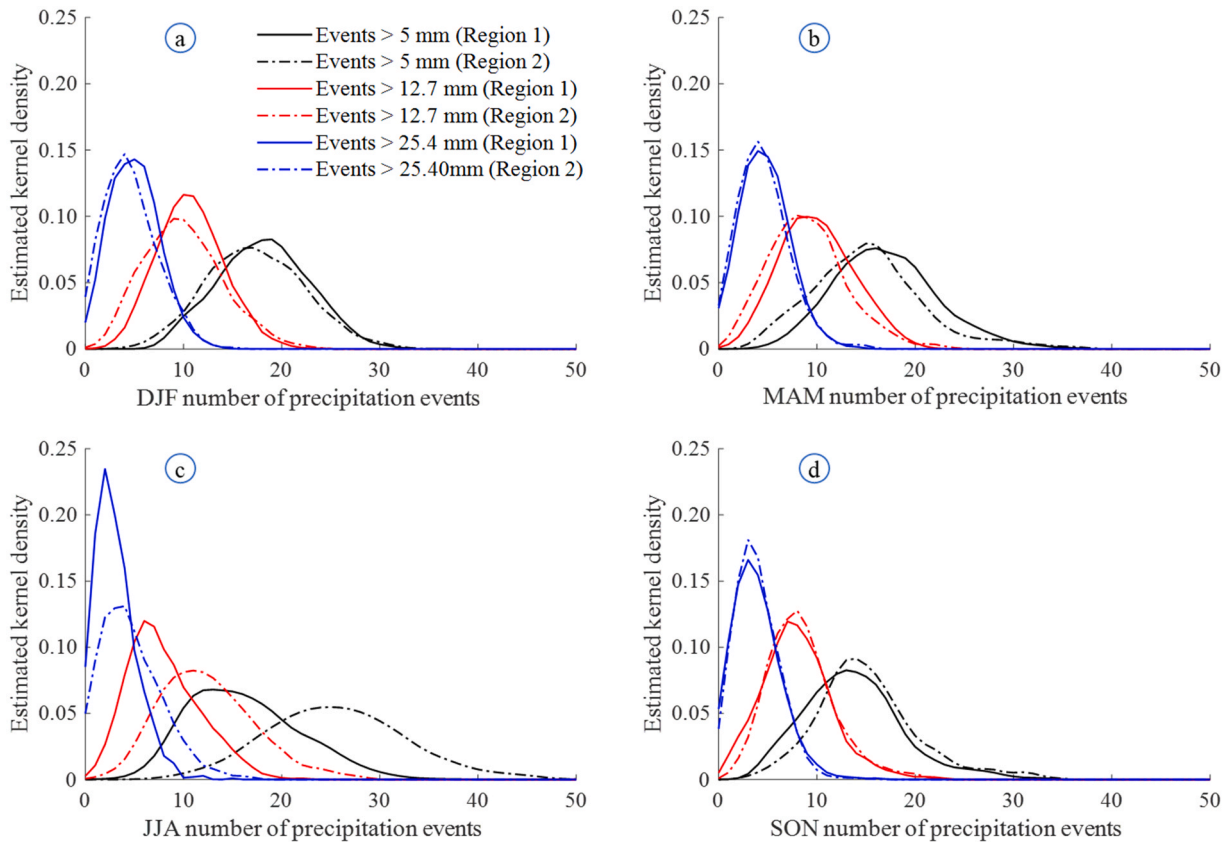 a
Estimated kernel density
0.25
0.20
0.15
0.10
0.05
0
Events > 5 mm (Region 1)
Events > 5 mm (Region 2)
Events > 12.7 mm (Region 1)
Events > 12.7 mm (Region 2)
Events > 25.4 mm (Region 1)
Events > 25.40mm (Region 2)
0 10 20 30 40 50
DJF number of precipitation events
b
Estimated kernel density
0.25
0.20
0.15
0.10
0.05
0
0 10 20 30 40 50
MAM number of precipitation events
c
Estimated kernel density
0.25
0.20
0.15
0.10
0.05
0
0 10 20 30 40 50
JJA number of precipitation events
d
Estimated kernel density
0.25
0.20
0.15
0.10
0.05
0
0 10 20 30 40 50
SON number of precipitation events